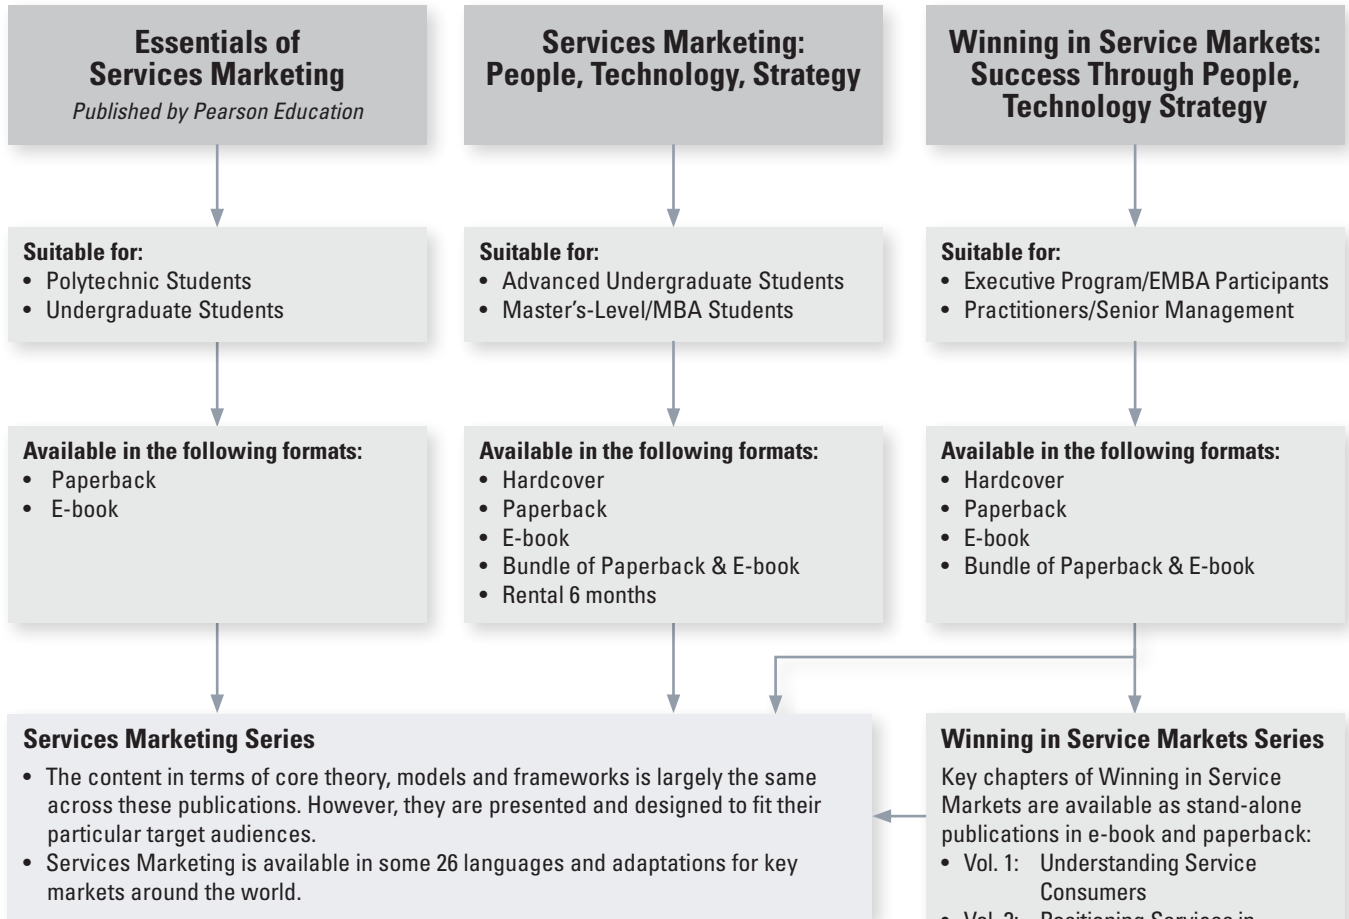 Essentials of
Services Marketing
Published by Pearson Education
Services Marketing:
People, Technology, Strategy
Winning in Service Markets:
Success Through People,
Technology Strategy
Suitable for:
• Polytechnic Students
• Undergraduate Students
Suitable for:
• Advanced Undergraduate Students
• Master’s-Level/MBA Students
Suitable for:
• Executive Program/EMBA Participants
• Practitioners/Senior Management
Available in the following formats:
• Paperback
• E-book
Available in the following formats:
• Hardcover
• Paperback
• E-book
• Bundle of Paperback & E-book
• Rental 6 months
Available in the following formats:
• Hardcover
• Paperback
• E-book
• Bundle of Paperback & E-book
Services Marketing Series
• The content in terms of core theory, models and frameworks is largely the same
across these publications. However, they are presented and designed to fit their
particular target audiences.
• Services Marketing is available in some 26 languages and adaptations for key
markets around the world.
Winning in Service Markets Series
Key chapters of Winning in Service
Markets are available as stand-alone
publications in e-book and paperback:
• Vol. 1: Understanding Service
Consumers
• Vol. 2: Positioning Services in